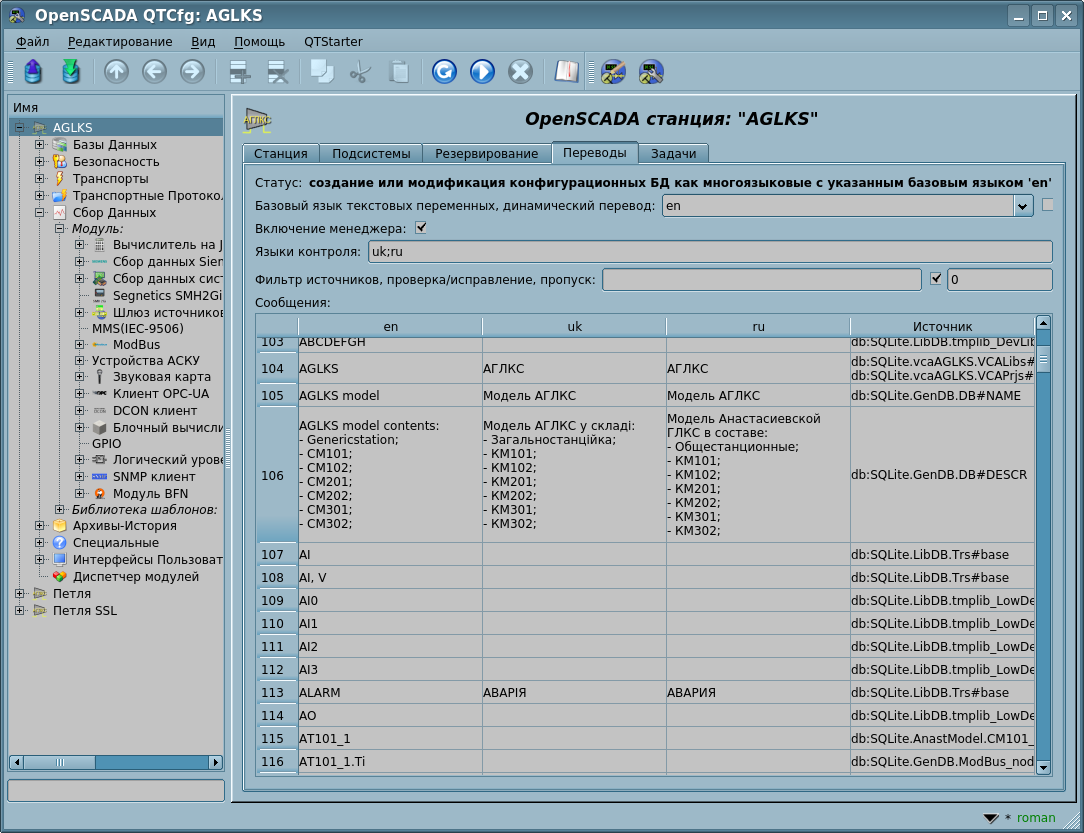 OpenSCADA QTCfg: AGLKS
Файл Редактирование Вид Помощь QTStarter
Имя
AGLKS
Базы Данных
Безопасность
Транспорты
Транспортные Протоко
Сбор Данных
Модуль:
Вычислитель на J
Сбор данных Sien
Сбор данных сист
Segnetics SMH2Gi
Шлюз источников
MMS(IEC-9506)
ModBus
Устройства АСКУ
Звуковая карта
Клиент OPC-UA
DCON клиент
Блочный вычисли
GPIO
Логический урове
SNMP клиент
Модуль BFN
Библиотека шаблонов:
Архивы-История
Специальные
Интерфейсы Пользоват
Диспетчер модулей
Петля
Петля SSL
АГЛКС
OpenSCADA станция: "AGLKS"
Станция Подсистемы Резервирование Переводы Задачи
Статус: создание или модификация конфигурационных БД как многоязыковые с указанным базовым языком 'en'
Базовый язык текстовых переменных, динамический перевод: en
Включение менеджера:
Языки контроля: uk;ru
Фильтр источников, проверка/исправление, пропуск: 0
Сообщения:
en uk ru Источник
103 ABCDEFGH db:SQLite.LibDB.tmplib_DevLib
104 AGLKS АГЛКС АГЛКС db:SQLite.vcaAGLKS.VCALibs#
db:SQLite.vcaAGLKS.VCAPrjs#
105 AGLKS model Модель АГЛКС Модель АГЛКС db:SQLite.GenDB.DB#NAME
106
AGLKS model contents:
- Genericstation;
- CM101;
- CM102;
- CM201;
- CM202;
- CM301;
- CM302;
Модель АГЛКС у складі:
- Загальностанційка;
- КМ101;
- КМ102;
- КМ201;
- КМ202;
- КМ301;
- КМ302;
Модель Анастасиевской
ГЛКС в составе:
- Общестанционные;
- КМ101;
- КМ102;
- КМ201;
- КМ202;
- КМ301;
- КМ302;
db:SQLite.GenDB.DB#DESCR
107 AI db:SQLite.LibDB.Trs#base
108 AI, V db:SQLite.LibDB.Trs#base
109 AI0 db:SQLite.LibDB.tmplib_LowDe
110 AI1 db:SQLite.LibDB.tmplib_LowDe
111 AI2 db:SQLite.LibDB.tmplib_LowDe
112 AI3 db:SQLite.LibDB.tmplib_LowDe
113 ALARM АВАРІЯ АВАРИЯ db:SQLite.LibDB.Trs#base
114 AO db:SQLite.LibDB.tmplib_LowDe
115 AT101_1 db:SQLite.AnastModel.CM101_
116 AT101_1.Ti db:SQLite.GenDB.ModBus_nod
* roman